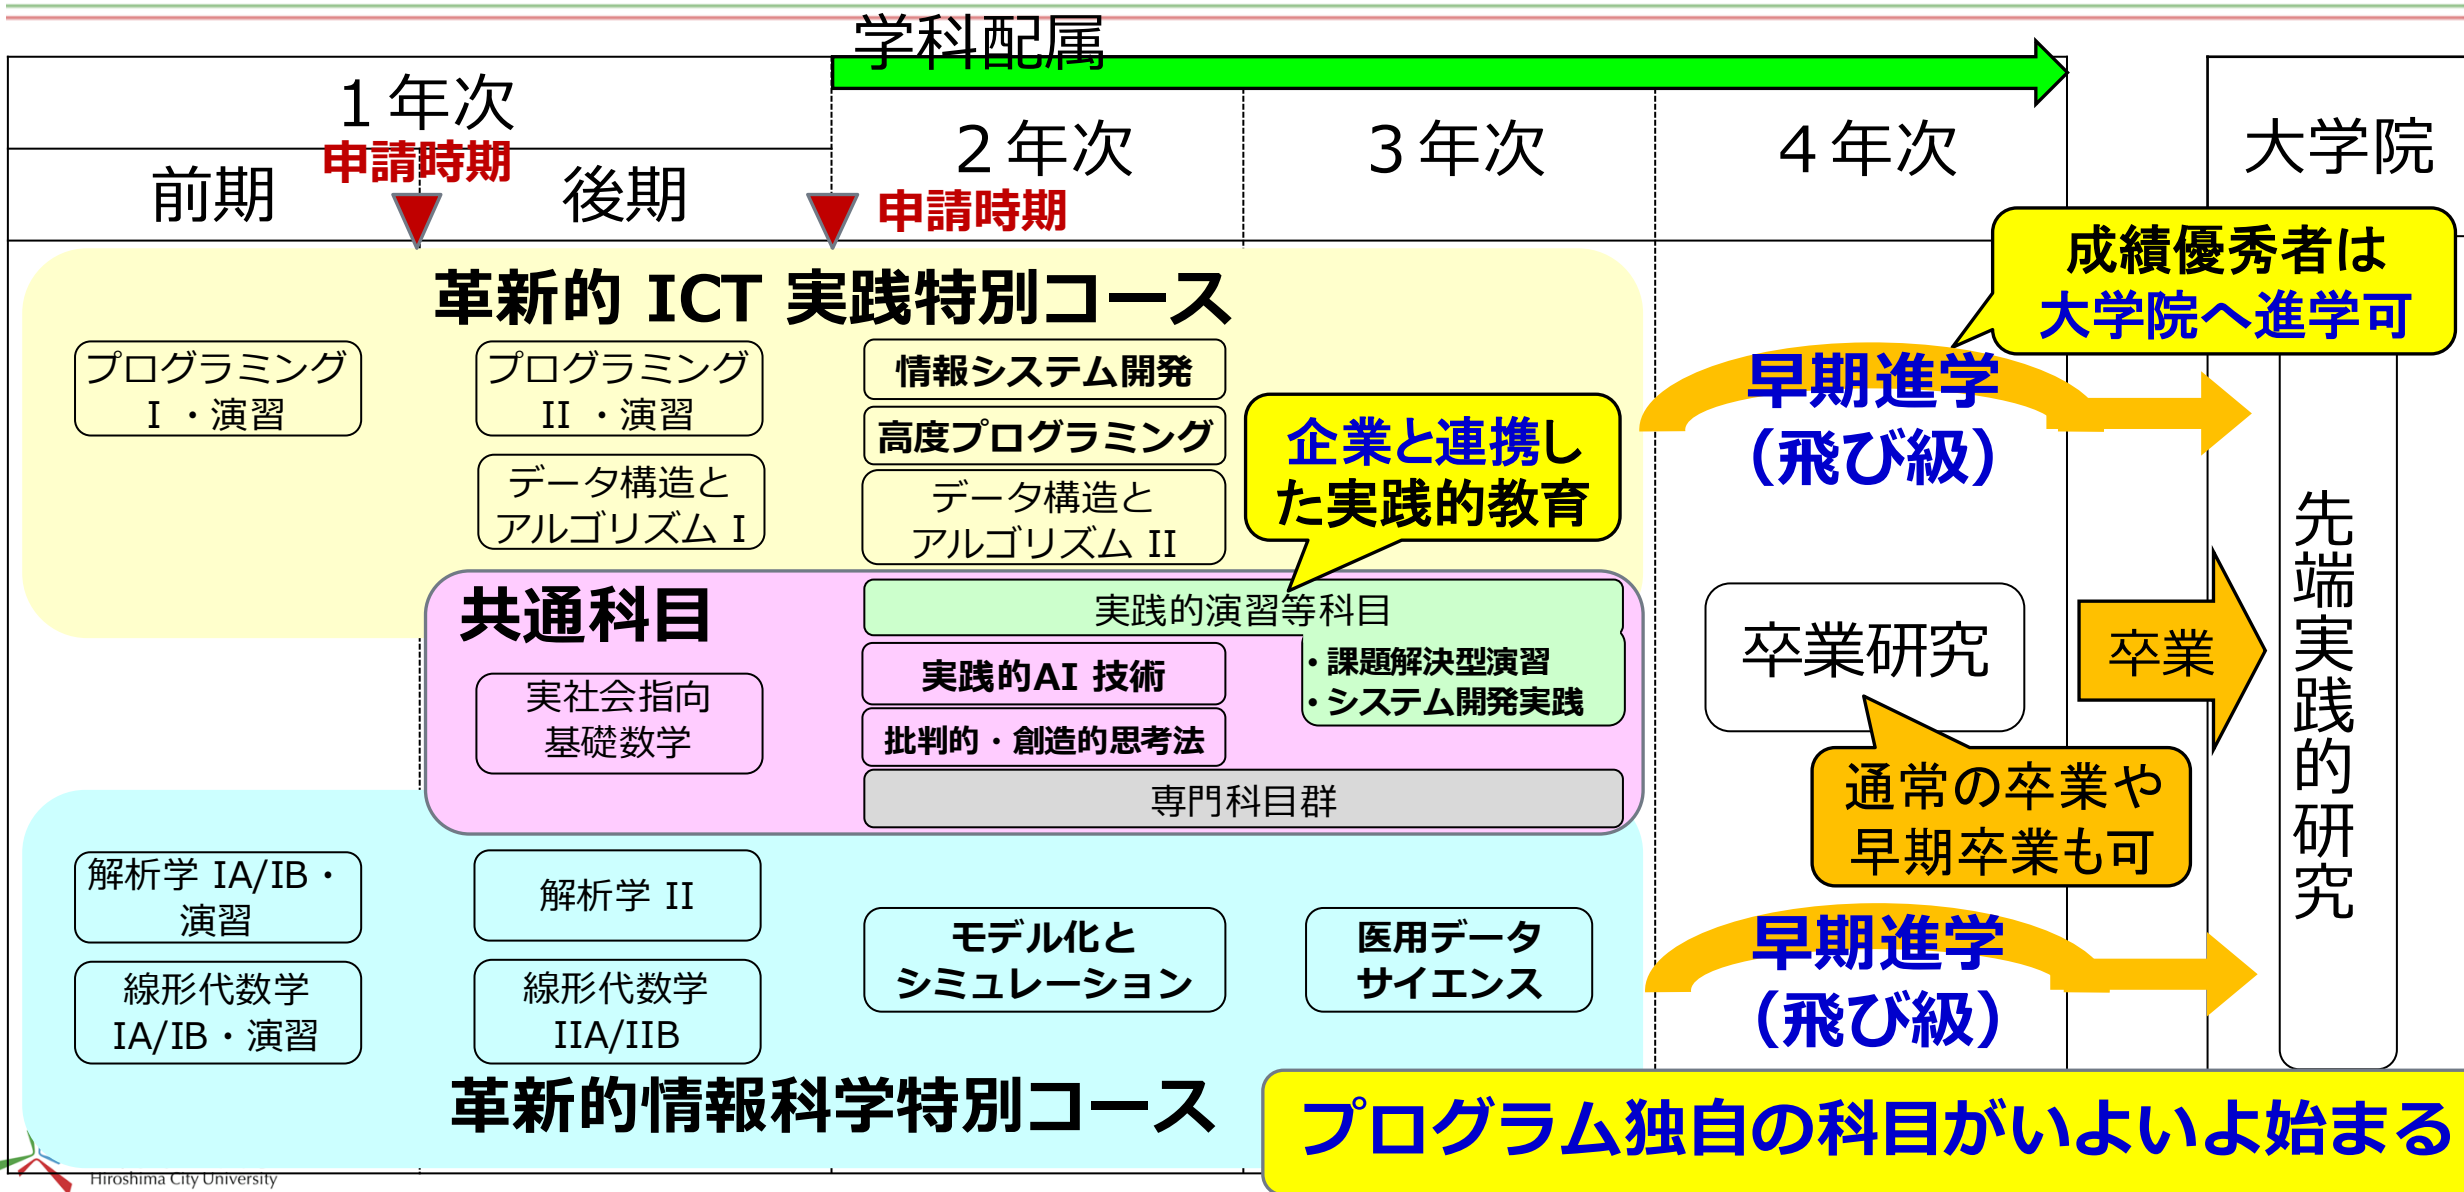 学科配属
１年次
２年次
３年次
４年次
大学院
申請時期
前期
後期
申請時期
成績優秀者は
大学院へ進学可
革新的 ICT 実践特別コース
プログラミング
I ・演習
プログラミング
II ・演習
データ構造と
アルゴリズム I
情報システム開発
高度プログラミング
データ構造と
アルゴリズム II
企業と連携し
た実践的教育
早期進学
（飛び級）
共通科目
実社会指向
基礎数学
実践的演習等科目
・課題解決型演習
・システム開発実践
実践的AI 技術
批判的・創造的思考法
専門科目群
卒業研究
卒業
先端実践的研究
通常の卒業や
早期卒業も可
解析学 IA/IB・
演習
線形代数学
IA/IB・演習
解析学 II
線形代数学
IIA/IIB
モデル化と
シミュレーション
医用データ
サイエンス
早期進学
（飛び級）
革新的情報科学特別コース
プログラム独自の科目がいよいよ始まる
Hiroshima City University